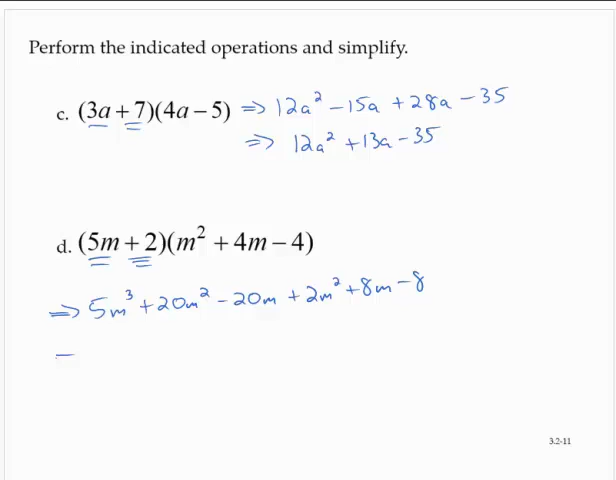 Perform the indicated operations and simplify.
c. (3a + 7)(4a − 5) ⇒ 12a² − 15a + 28a − 35
⇒ 12a² + 13a − 35
d. (5m + 2)(m² + 4m − 4)
⇒ 5m³ + 20m² − 20m + 2m² + 8m − 8
3.2-11